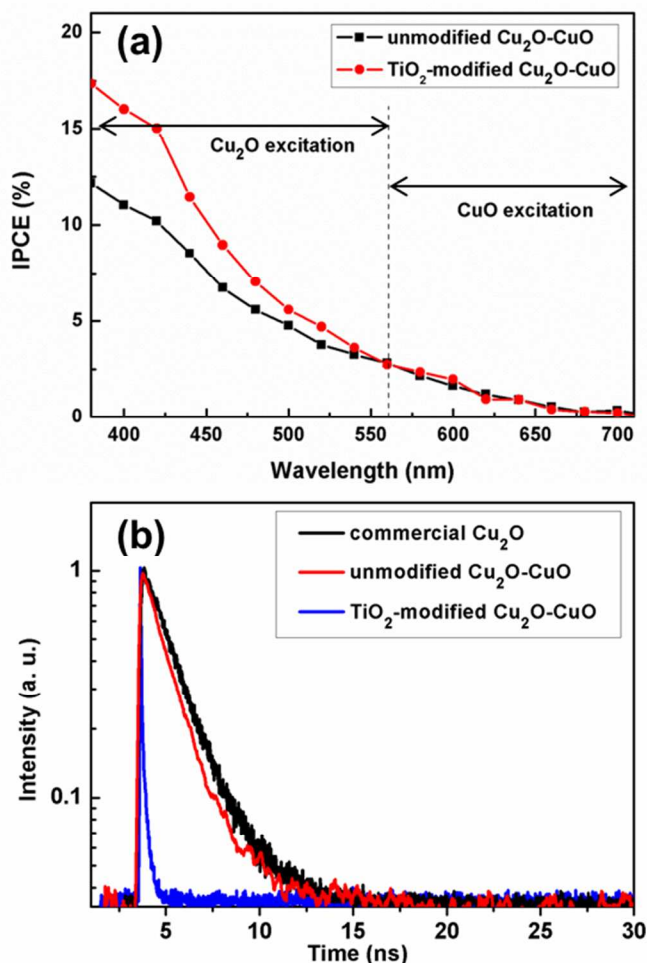 (a)
unmodified Cu₂O-CuO
TiO₂-modified Cu₂O-CuO
Cu₂O excitation
CuO excitation
IPCE (%)
20
15
10
5
0
400 450 500 550 600 650 700
Wavelength (nm)
(b)
commercial Cu₂O
unmodified Cu₂O-CuO
TiO₂-modified Cu₂O-CuO
Intensity (a. u.)
1
0.1
5 10 15 20 25 30
Time (ns)